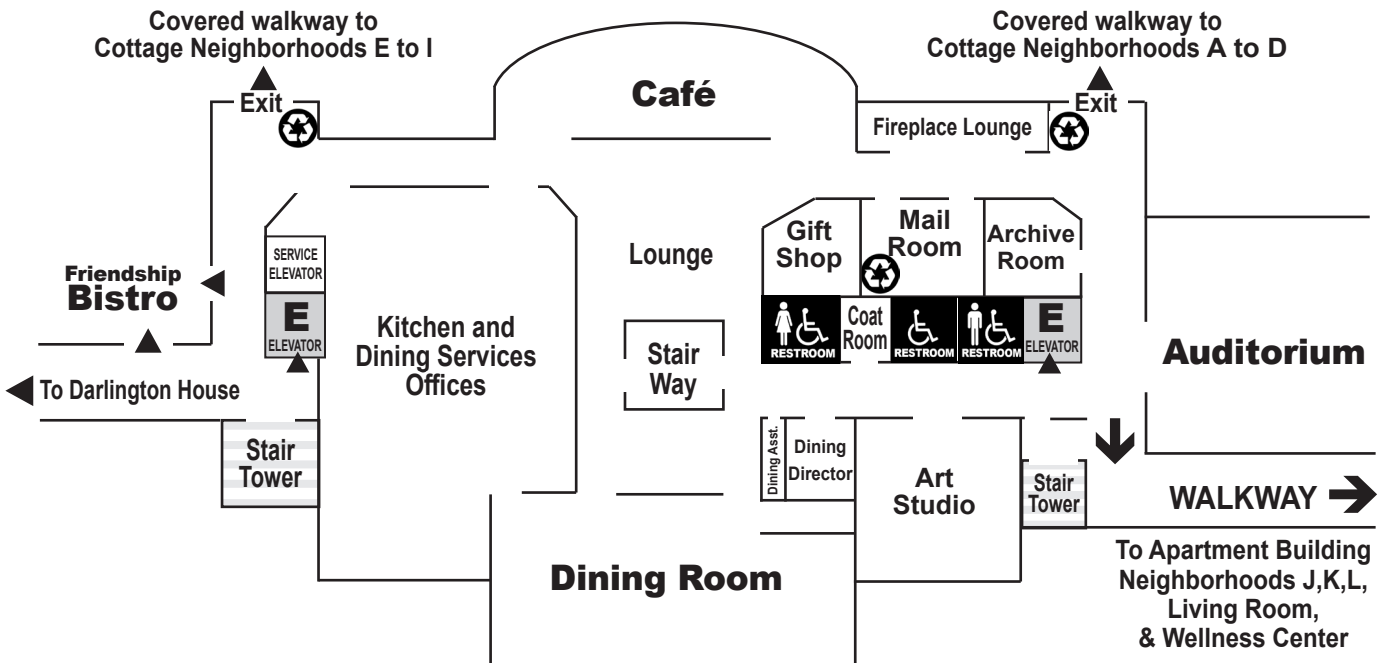 Covered walkway to
Cottage Neighborhoods E to I
Exit
Covered walkway to
Cottage Neighborhoods A to D
Exit
Café
Fireplace Lounge
Gift
Shop
Mail
Room
Archive
Room
Lounge
SERVICE
ELEVATOR
E
ELEVATOR
Friendship
Bistro
Kitchen and
Dining Services
Offices
Stair
Way
RESTROOM
Coat
Room
RESTROOM
RESTROOM
E
ELEVATOR
Auditorium
To Darlington House
Stair
Tower
Dining Asst.
Dining
Director
Art
Studio
Stair
Tower
WALKWAY
Dining Room
To Apartment Building
Neighborhoods J,K,L,
Living Room,
& Wellness Center